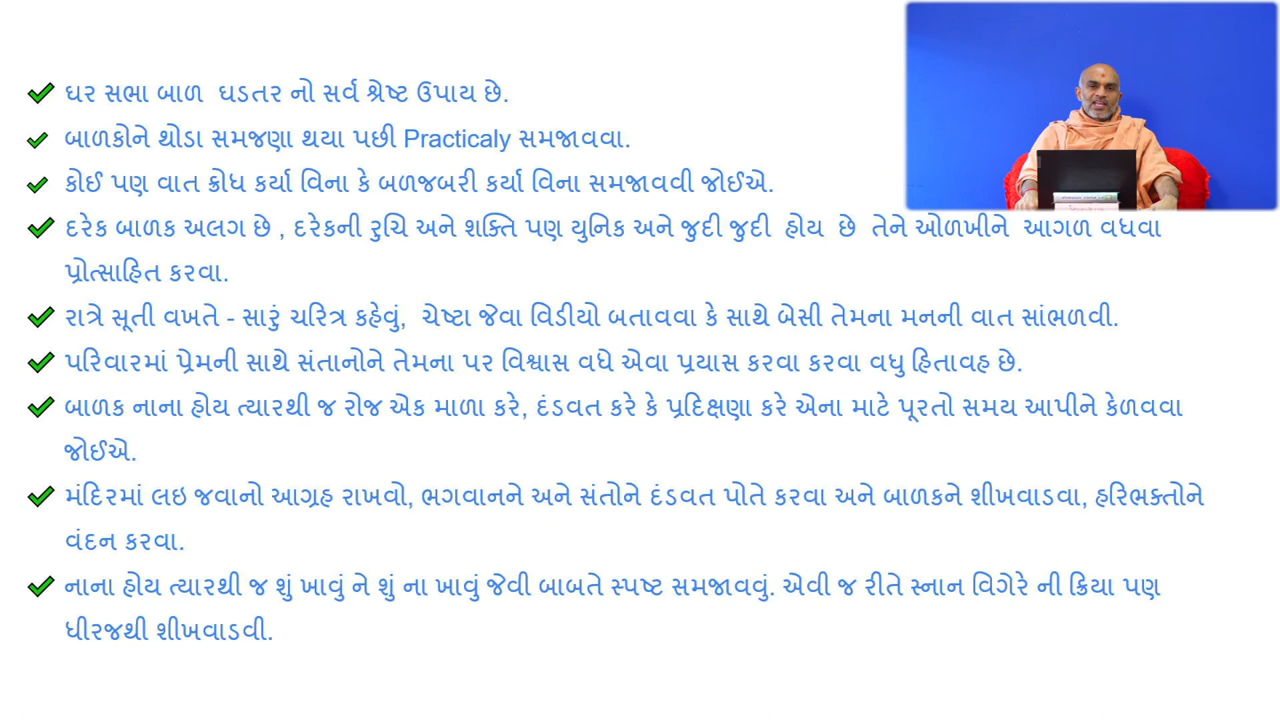 ઘર સભા બાળ ઘડતર નો સર્વ શ્રેષ્ટ ઉપાય છે.
બાળકોને થોડા સમજણા થયા પછી Practicaly સમજાવવા.
કોઈ પણ વાત ક્રોધ કર્યા વિના કે બળજબરી કર્યા વિના સમજાવવી જોઈએ.
દરેક બાળક અલગ છે , દરેકની રુચિ અને શક્તિ પણ યુનિક અને જુદી જુદી હોય છે તેને ઓળખીને આગળ વધવા
પ્રોત્સાહિત કરવા.
રાત્રે સૂતી વખતે - સારું ચરિત્ર કહેવું, ચેષ્ટા જેવા વિડીયો બતાવવા કે સાથે બેસી તેમના મનની વાત સાંભળવી.
પરિવારમાં પ્રેમની સાથે સંતાનોને તેમના પર વિશ્વાસ વધે એવા પ્રયાસ કરવા કરવા વધુ હિતાવહ છે.
બાળક નાના હોય ત્યારથી જ રોજ એક માળા કરે, દંડવત કરે કે પ્રદિક્ષણા કરે એના માટે પૂરતો સમય આપીને કેળવવા
જોઈએ.
મંદિરમાં લઇ જવાનો આગ્રહ રાખવો, ભગવાનને અને સંતોને દંડવત પોતે કરવા અને બાળકને શીખવાડવા, હરિભક્તોને
વંદન કરવા.
નાના હોય ત્યારથી જ શું ખાવું ને શું ના ખાવું જેવી બાબતે સ્પષ્ટ સમજાવવું. એવી જ રીતે સ્નાન વિગેરે ની ક્રિયા પણ
ધીરજથી શીખવાડવી.